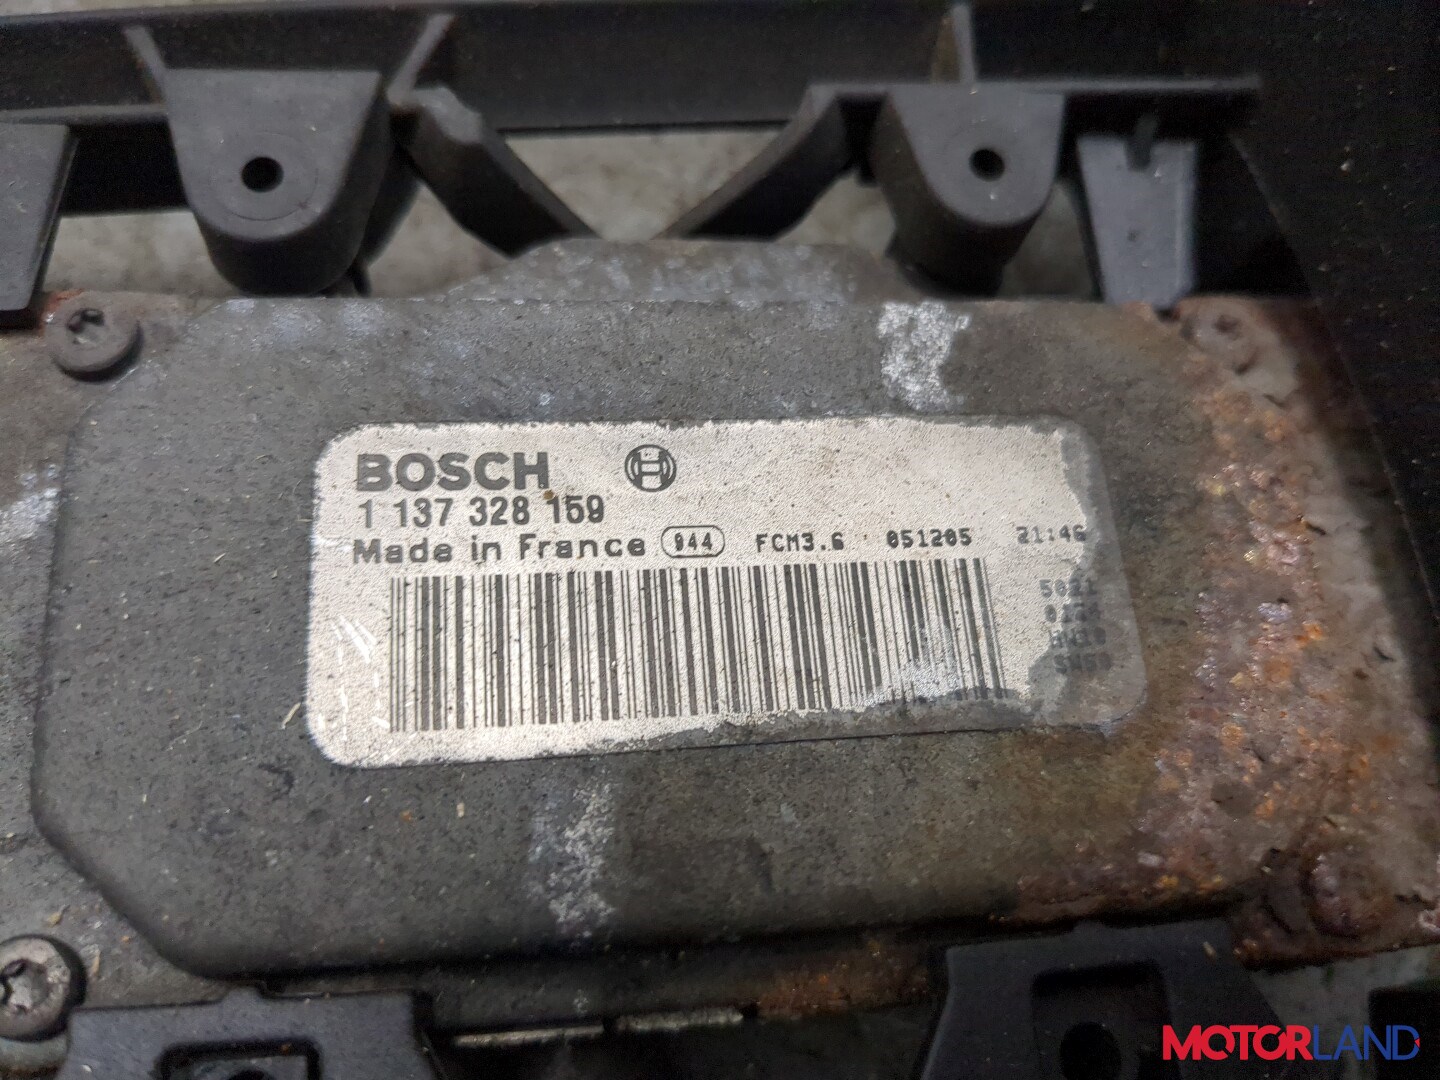 BOSCH
1 137 328 159
Made in France 944 FCM3.6 051205 21:46
MOTORLAND